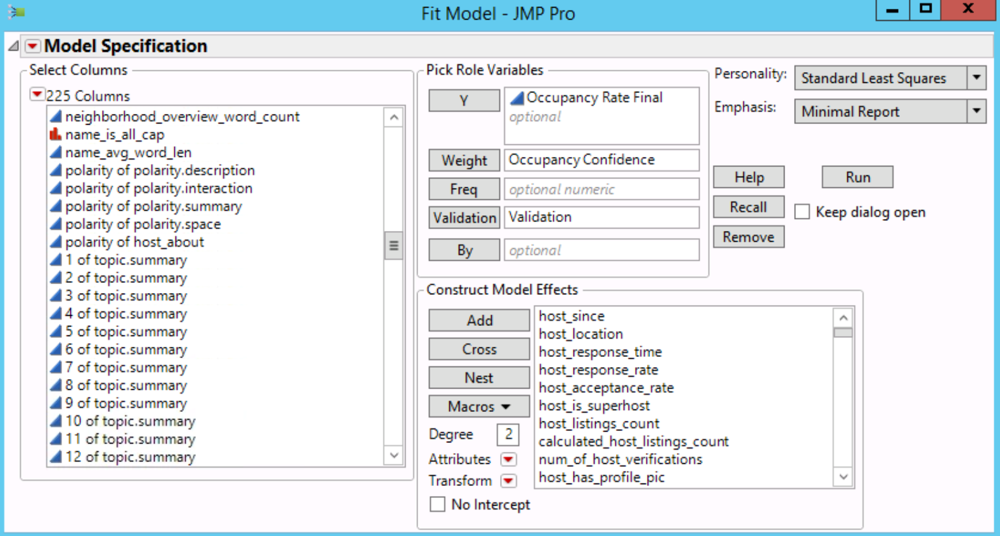 Fit Model - JMP Pro
Model Specification
Select Columns
225 Columns
neighborhood_overview_word_count
name_is_all_cap
name_avg_word_len
polarity of polarity.description
polarity of polarity.interaction
polarity of polarity.summary
polarity of polarity.space
polarity of host_about
1 of topic.summary
2 of topic.summary
3 of topic.summary
4 of topic.summary
5 of topic.summary
6 of topic.summary
7 of topic.summary
8 of topic.summary
9 of topic.summary
10 of topic.summary
11 of topic.summary
12 of topic.summary
Pick Role Variables
Y
Occupancy Rate Final
optional
Weight
Occupancy Confidence
Freq
optional numeric
Validation
Validation
By
optional
Personality:
Standard Least Squares
Emphasis:
Minimal Report
Help
Run
Recall
Keep dialog open
Remove
Construct Model Effects
Add
Cross
Nest
Macros
Degree
2
Attributes
Transform
No Intercept
host_since
host_location
host_response_time
host_response_rate
host_acceptance_rate
host_is_superhost
host_listings_count
calculated_host_listings_count
num_of_host_verifications
host_has_profile_pic